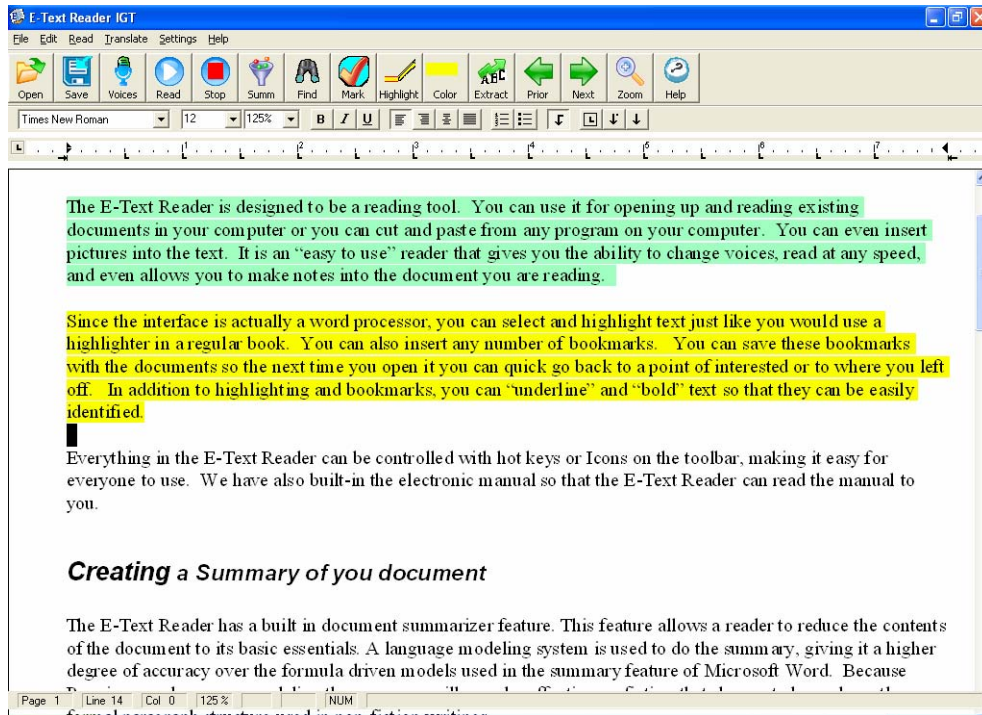 E-Text Reader IGT
File Edit Read Translate Settings Help
Open Save Voices Read Stop Summ Find Mark Highlight Color Extract Prior Next Zoom Help
Times New Roman 12 125% B I U
1 2 3 4 5 6 7
The E-Text Reader is designed to be a reading tool. You can use it for opening up and reading existing
documents in your computer or you can cut and paste from any program on your computer. You can even insert
pictures into the text. It is an “easy to use” reader that gives you the ability to change voices, read at any speed,
and even allows you to make notes into the document you are reading.
Since the interface is actually a word processor, you can select and highlight text just like you would use a
highlighter in a regular book. You can also insert any number of bookmarks. You can save these bookmarks
with the documents so the next time you open it you can quick go back to a point of interested or to where you left
off. In addition to highlighting and bookmarks, you can “underline” and “bold” text so that they can be easily
identified.
Everything in the E-Text Reader can be controlled with hot keys or Icons on the toolbar, making it easy for
everyone to use. We have also built-in the electronic manual so that the E-Text Reader can read the manual to
you.
Creating a Summary of you document
The E-Text Reader has a built in document summarizer feature. This feature allows a reader to reduce the contents
of the document to its basic essentials. A language modeling system is used to do the summary, giving it a higher
degree of accuracy over the formula driven models used in the summary feature of Microsoft Word. Because
Page 1 Line 14 Col 0 125 % NUM